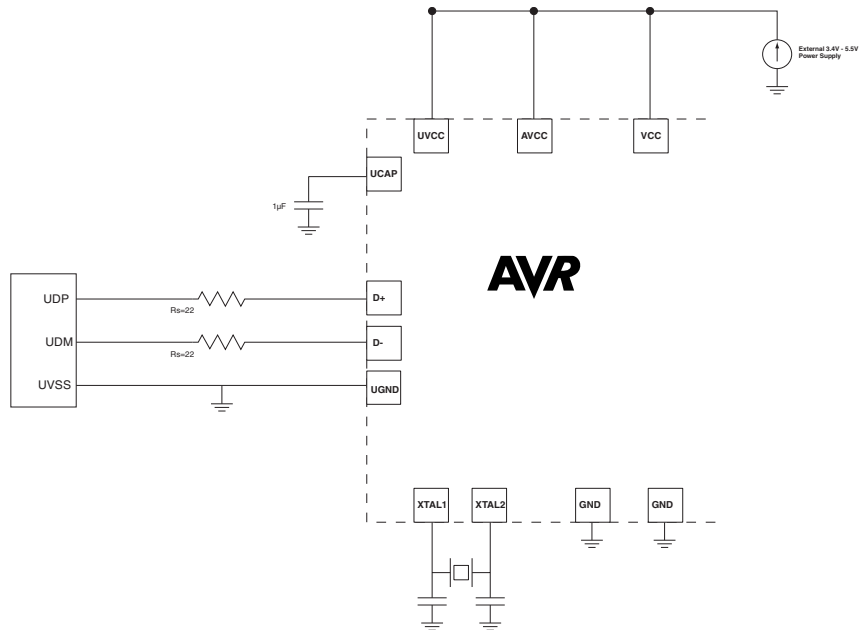 External 3.4V - 5.5V
Power Supply
UVCC
AVCC
VCC
UCAP
1µF
AVR
UDP
Rs=22
D+
UDM
Rs=22
D-
UVSS
UGND
XTAL1
XTAL2
GND
GND